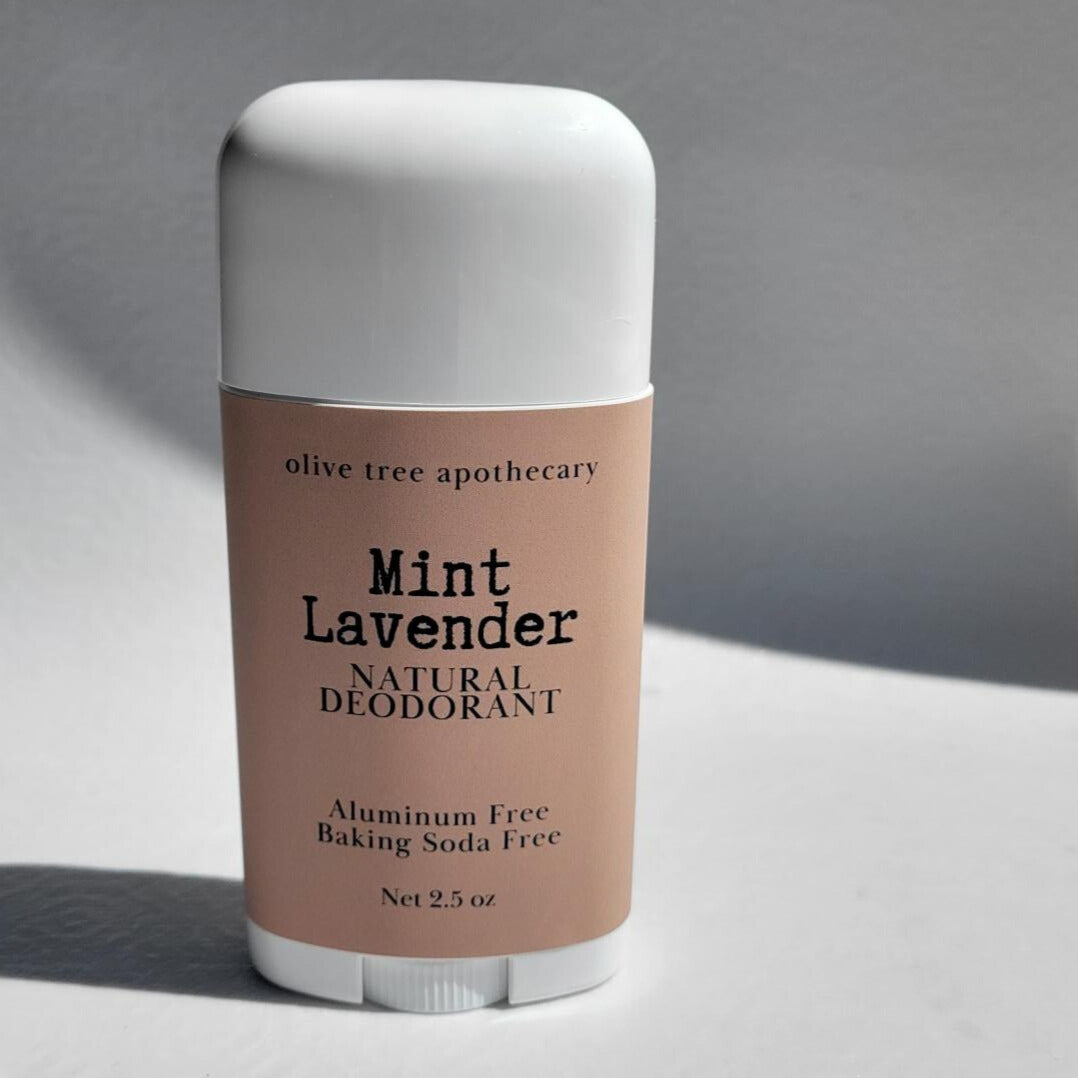 olive tree apothecary
Mint
Lavender
NATURAL
DEODORANT
Aluminum Free
Baking Soda Free
Net 2.5 oz